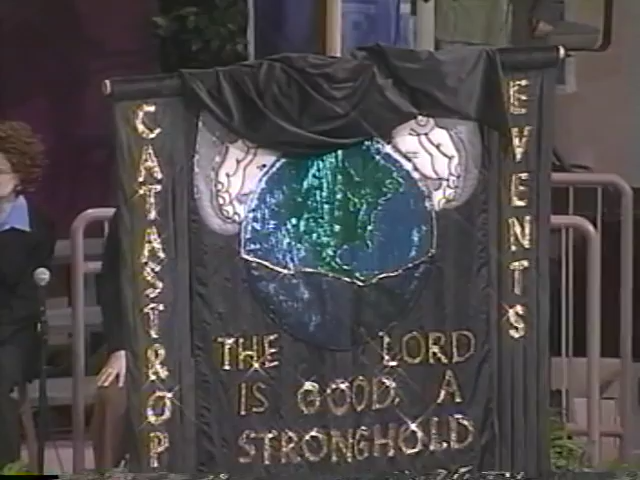 CATASTROP
EVENTS
THE LORD
IS GOOD, A
STRONGHOLD